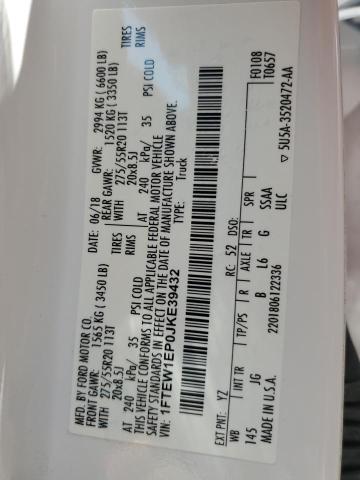 MFD. BY FORD MOTOR CO.
DATE: 06/18 GVWR: 2994 KG ( 6600 LB)
FRONT GAWR: 1565 KG ( 3450 LB) REAR GAWR: 1520 KG ( 3350 LB)
WITH 275/55R20 113T TIRES WITH 275/55R20 113T TIRES
20x8.5J RIMS 20x8.5J RIMS
AT 240 kPa/ 35 PSI COLD AT 240 kPa/ 35 PSI COLD
THIS VEHICLE CONFORMS TO ALL APPLICABLE FEDERAL MOTOR VEHICLE
SAFETY STANDARDS IN EFFECT ON THE DATE OF MANUFACTURE SHOWN ABOVE.
VIN: 1FTEW1EP0JKE39432 TYPE: Truck
F0108
T0657
EXT PNT: YZ RC: 52 DSO:
WB INT TR TP/PS R AXLE TR SPR 5U5A-3520472-AA
145 JG B L6 G SSAA
MADE IN U.S.A. 2201806122336 ULC